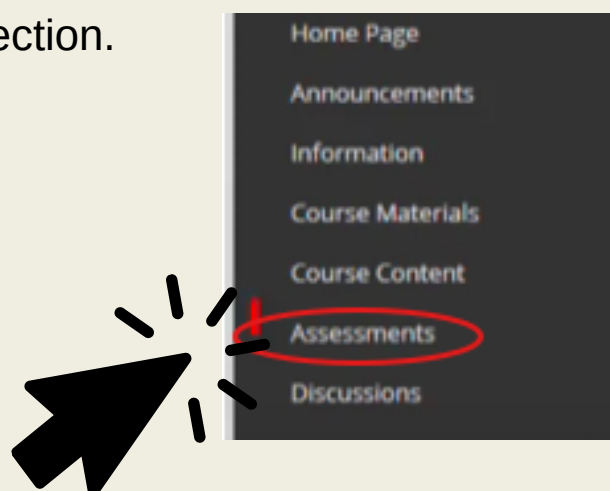 ection.
Home Page
Announcements
Information
Course Materials
Course Content
Assessments
Discussions